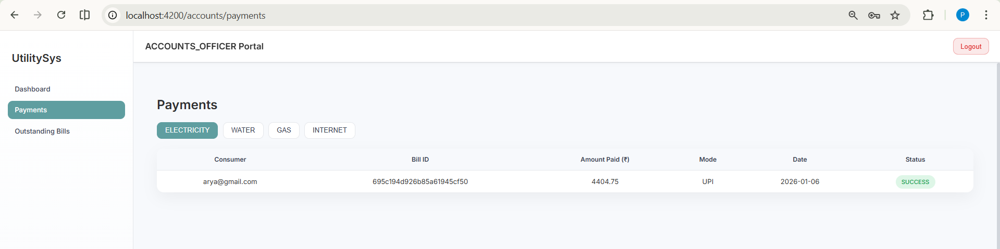 localhost:4200/accounts/payments
P
UtilitySys
ACCOUNTS_OFFICER Portal
Logout
Dashboard
Payments
Outstanding Bills
Payments
ELECTRICITY WATER GAS INTERNET
Consumer Bill ID Amount Paid (₹) Mode Date Status
arya@gmail.com 695c194d926b85a61945cf50 4404.75 UPI 2026-01-06 SUCCESS